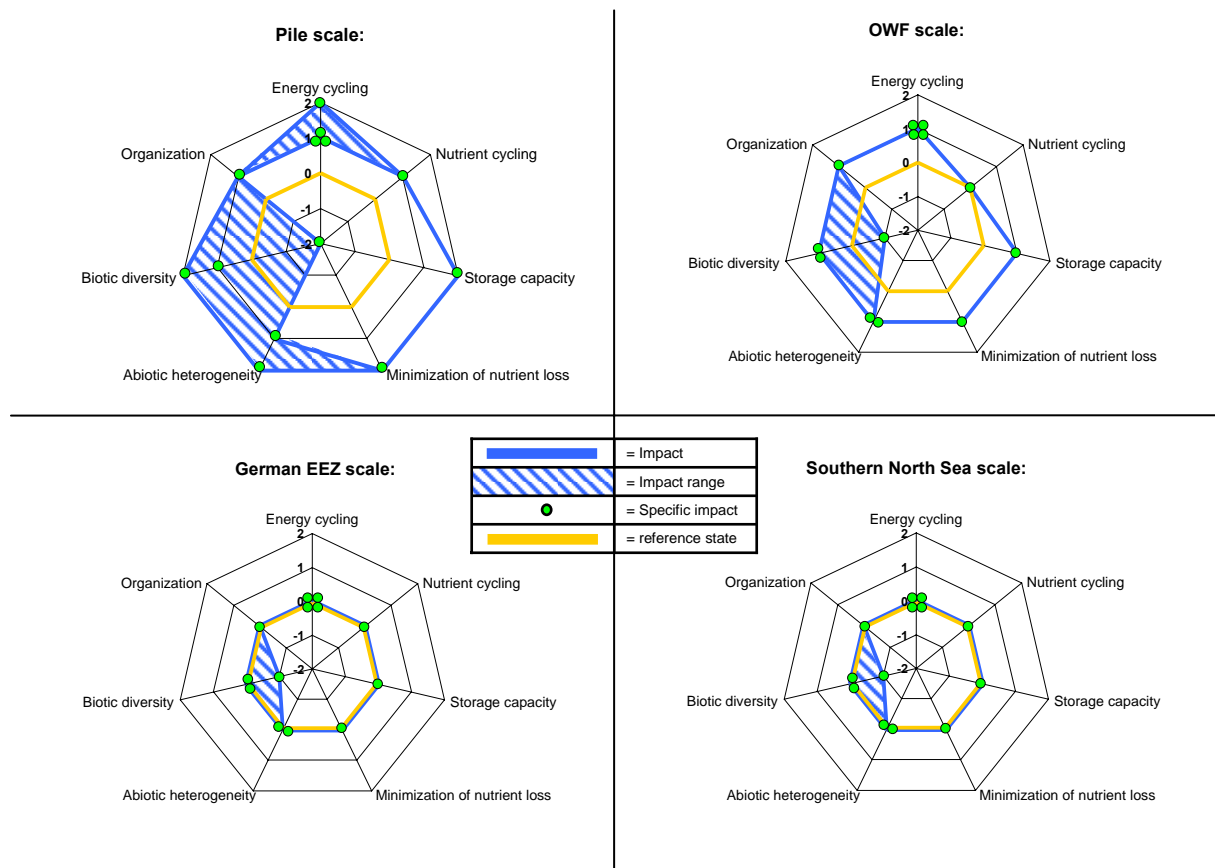 Pile scale:
Energy cycling
2
1
0
-1
-2
Organization
Nutrient cycling
Biotic diversity
Storage capacity
Abiotic heterogeneity
Minimization of nutrient loss
OWF scale:
Energy cycling
2
1
0
-1
-2
Organization
Nutrient cycling
Biotic diversity
Storage capacity
Abiotic heterogeneity
Minimization of nutrient loss
= Impact
= Impact range
= Specific impact
= reference state
German EEZ scale:
Energy cycling
2
1
0
-1
-2
Organization
Nutrient cycling
Biotic diversity
Storage capacity
Abiotic heterogeneity
Minimization of nutrient loss
Southern North Sea scale:
Energy cycling
2
1
0
-1
-2
Organization
Nutrient cycling
Biotic diversity
Storage capacity
Abiotic heterogeneity
Minimization of nutrient loss